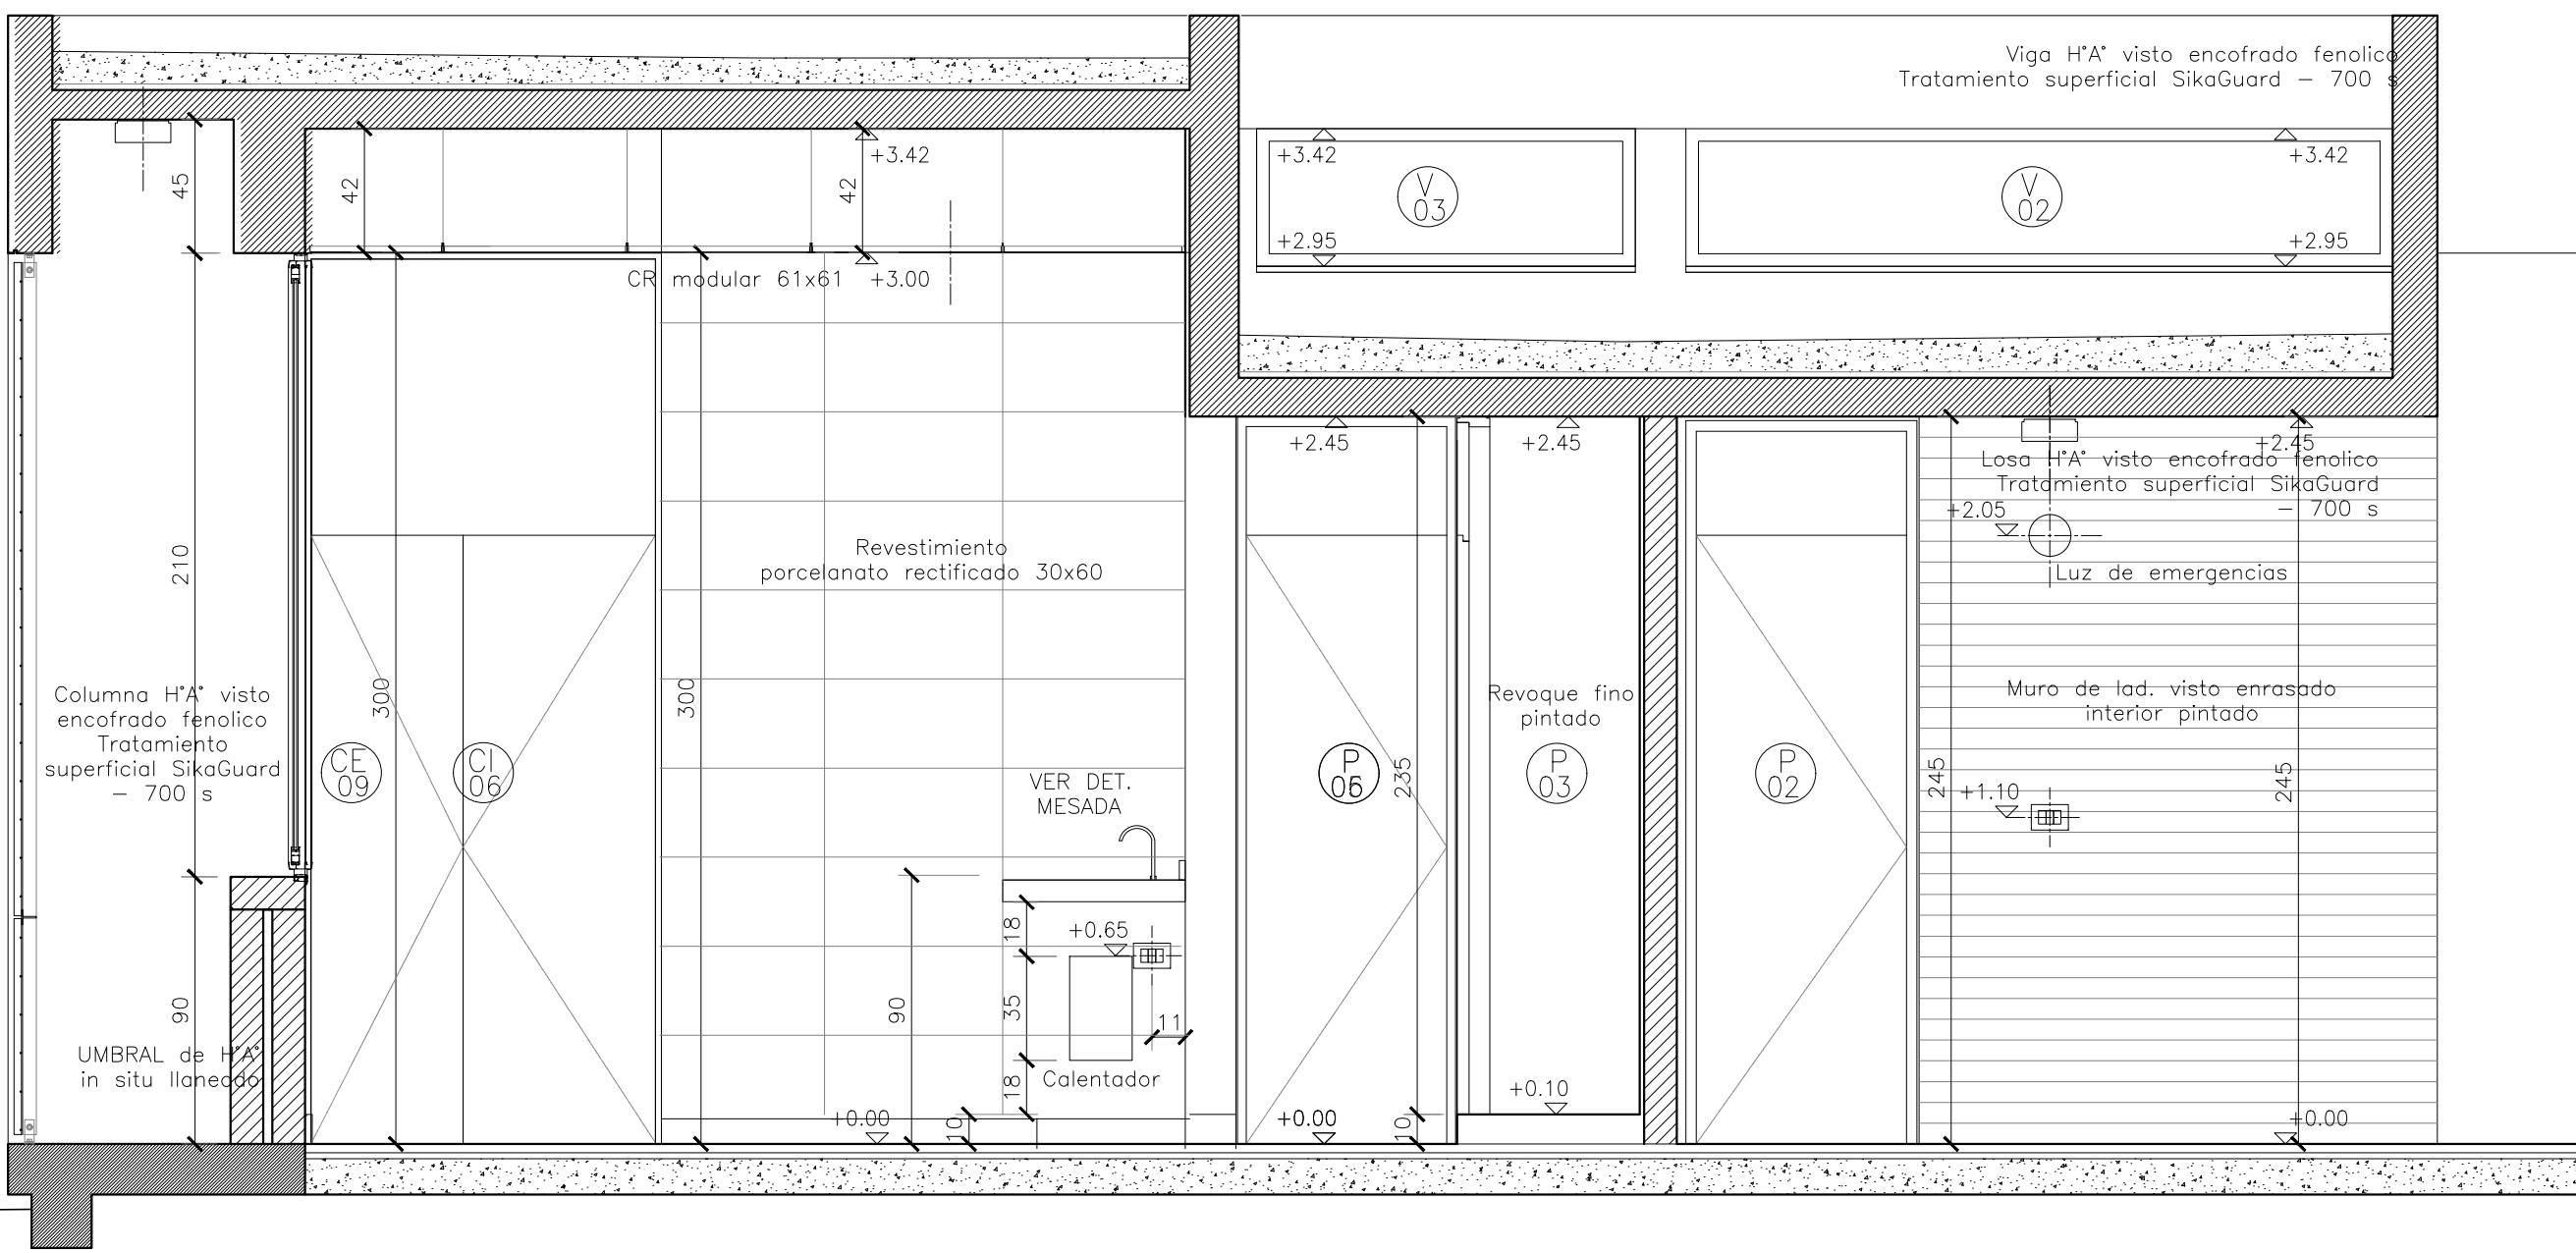 Viga H°A° visto encofrado fenolico
Tratamiento superficial SikaGuard – 700 s
45
42
42
+3.42
+3.42
V
03
+2.95
V
02
+3.42
+2.95
CR modular 61x61
+3.00
+2.45
+2.45
+2.45
Losa H°A° visto encofrado fenolico
Tratamiento superficial SikaGuard
– 700 s
+2.05
Luz de emergencias
210
Revestimiento
porcelanato rectificado 30x60
Columna H°A° visto
encofrado fenolico
Tratamiento
superficial SikaGuard
– 700 s
300
300
Revoque fino
pintado
Muro de lad. visto enrasado
interior pintado
CE
09
CI
06
VER DET.
MESADA
P
235
P
03
P
02
245
+1.10
245
90
UMBRAL de H°A°
in situ llaneado
90
18
+0.65
35
11
18
Calentador
10
+0.00
+0.00
10
+0.10
+0.00